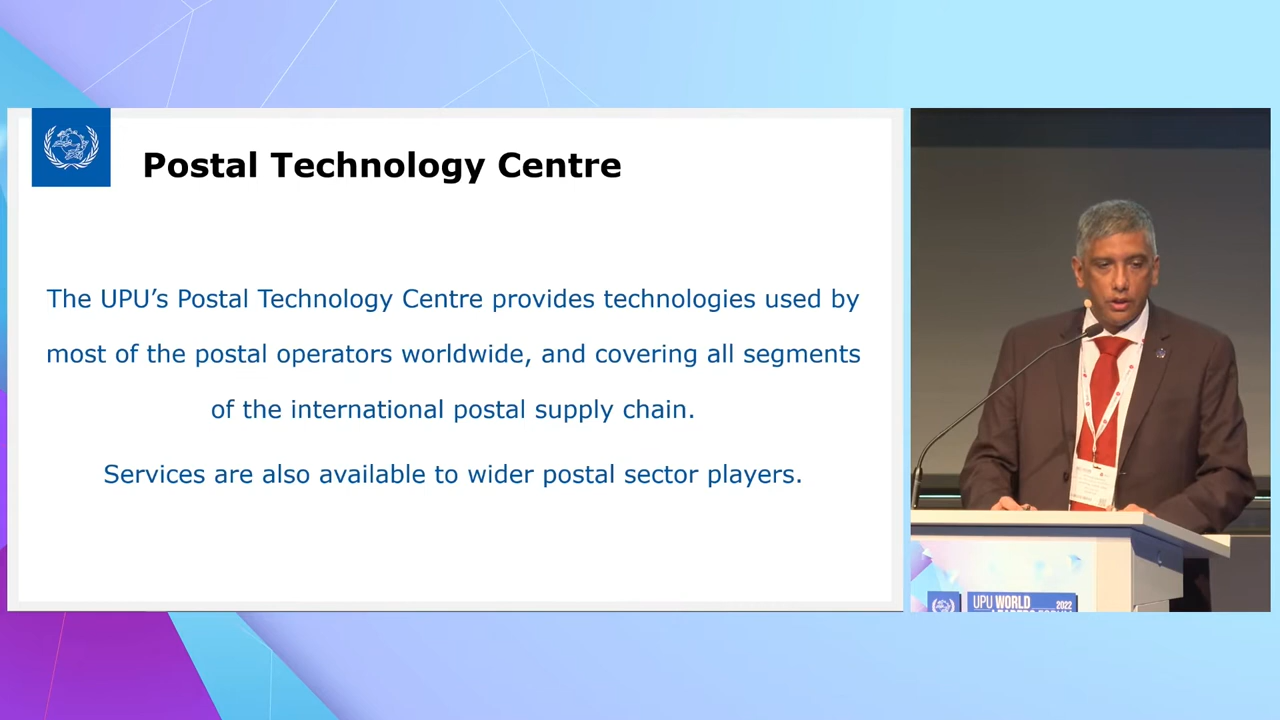 Postal Technology Centre
The UPU’s Postal Technology Centre provides technologies used by
most of the postal operators worldwide, and covering all segments
of the international postal supply chain.
Services are also available to wider postal sector players.
UPU WORLD 2022